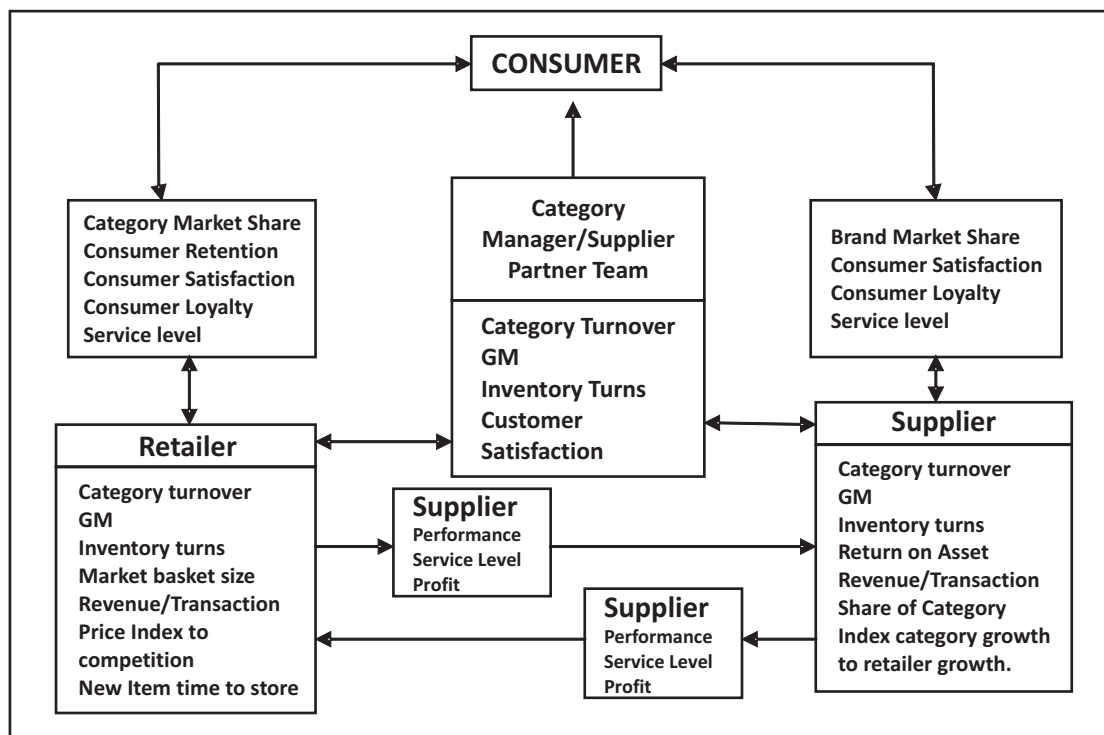 CONSUMER
Category Market Share
Consumer Retention
Consumer Satisfaction
Consumer Loyalty
Service level
Category
Manager/Supplier
Partner Team
Category Turnover
GM
Inventory Turns
Customer
Satisfaction
Brand Market Share
Consumer Satisfaction
Consumer Loyalty
Service level
Retailer
Category turnover
GM
Inventory turns
Market basket size
Revenue/Transaction
Price Index to
competition
New Item time to store
Supplier
Performance
Service Level
Profit
Supplier
Performance
Service Level
Profit
Supplier
Category turnover
GM
Inventory turns
Return on Asset
Revenue/Transaction
Share of Category
Index category growth
to retailer growth.